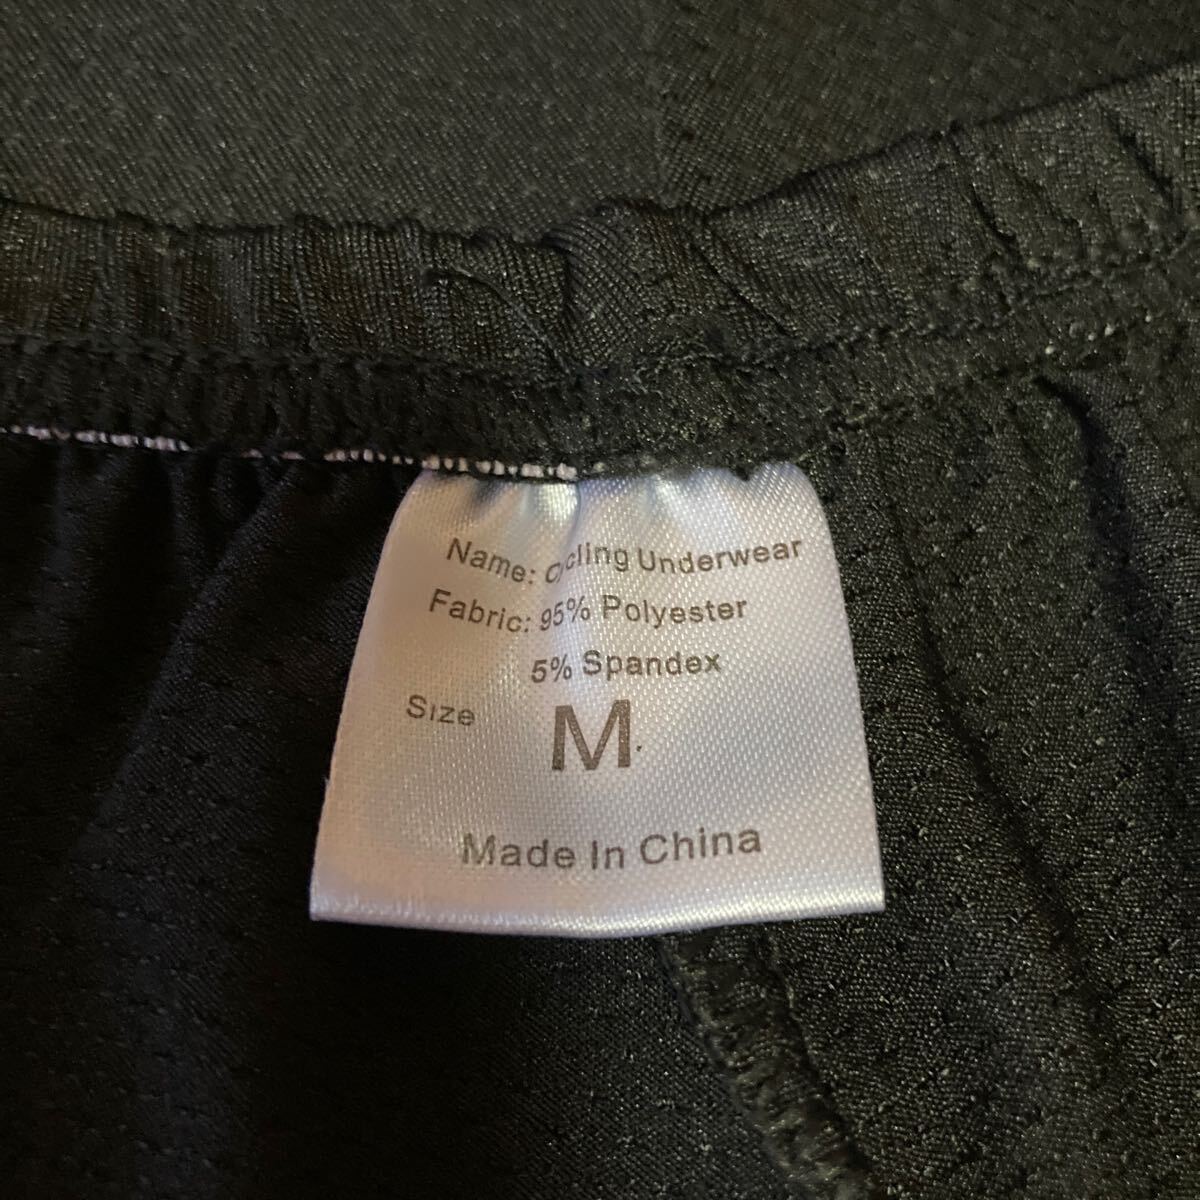 Name: Cycling Underwear
Fabric: 95% Polyester
5% Spandex
Size M
Made In China